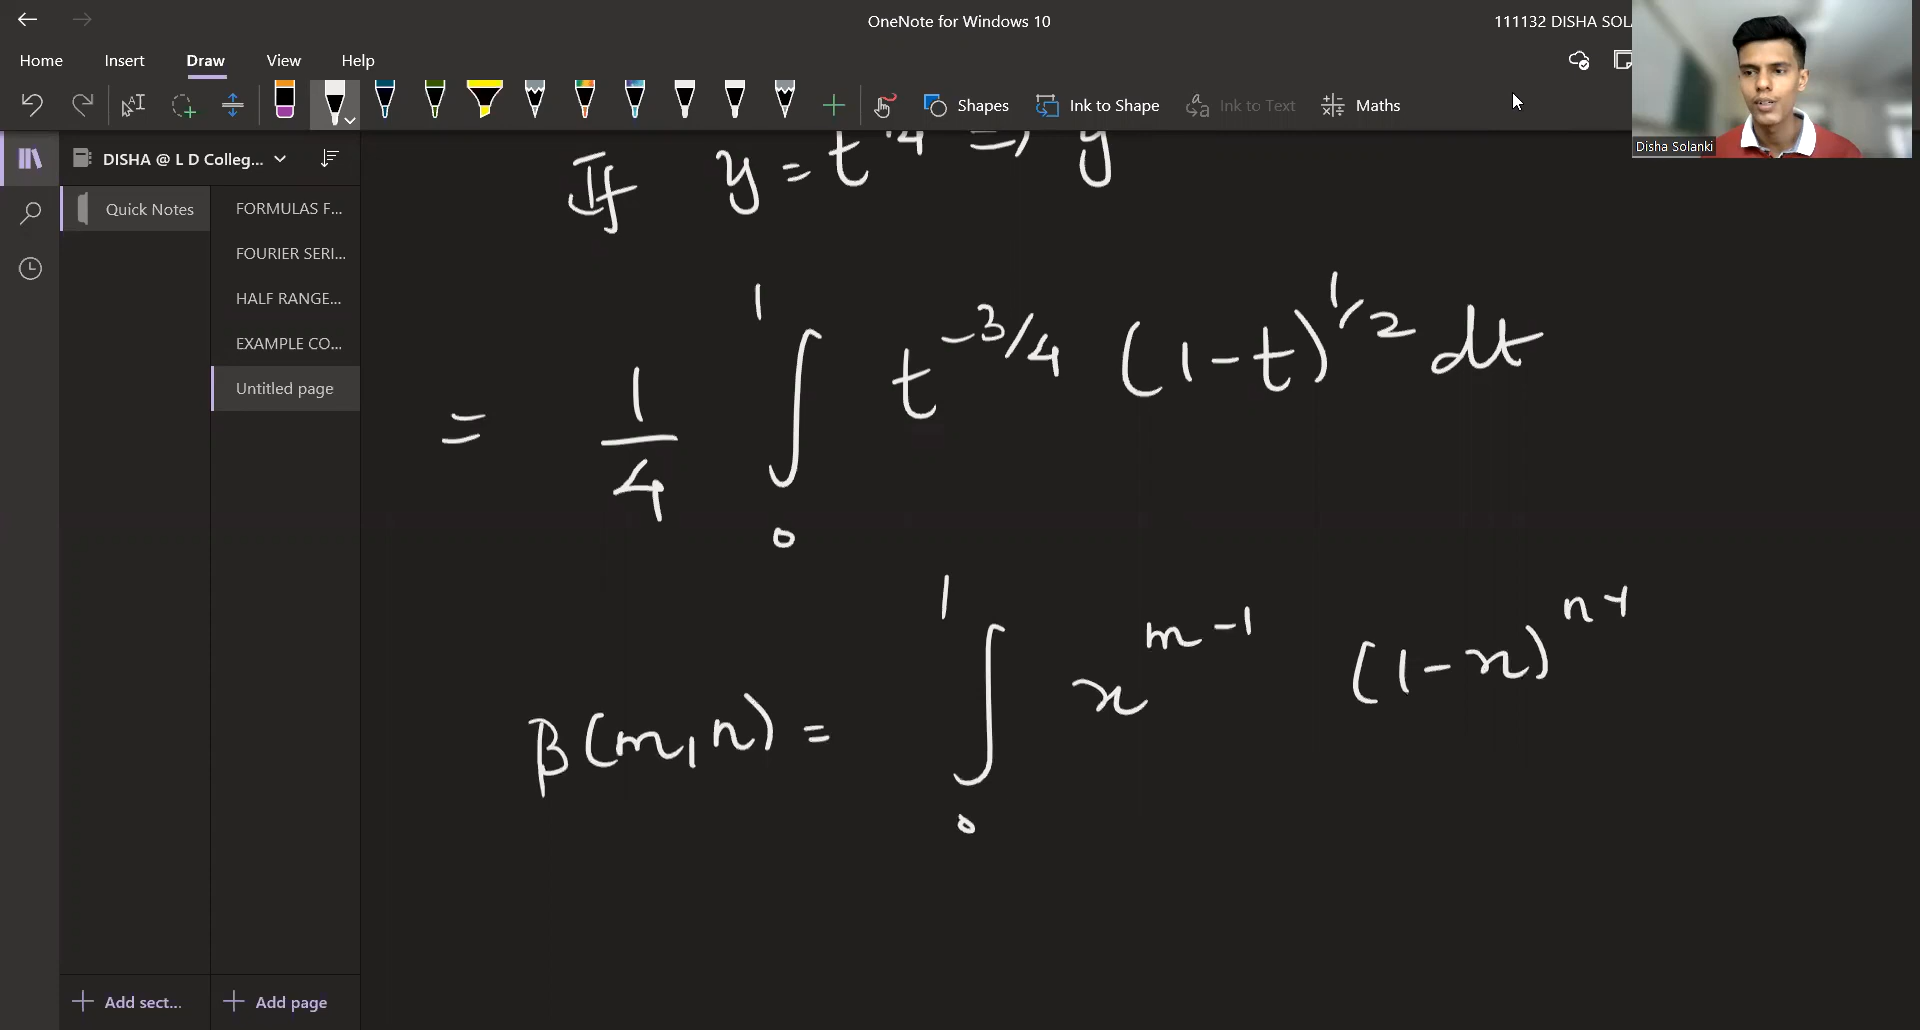 OneNote for Windows 10
111132 DISHA SOLA
Home Insert Draw View Help
Shapes Ink to Shape Ink to Text Maths
Disha Solanki
DISHA @ L D Colleg...
Quick Notes
FORMULAS F...
FOURIER SERI...
HALF RANGE...
EXAMPLE CO...
Untitled page
If y = t
= 1/4 ∫₀¹ t^(-3/4) (1-t)^(1/2) dt
β(m,n) = ∫₀¹ x^(m-1) (1-x)^
Add sect... Add page